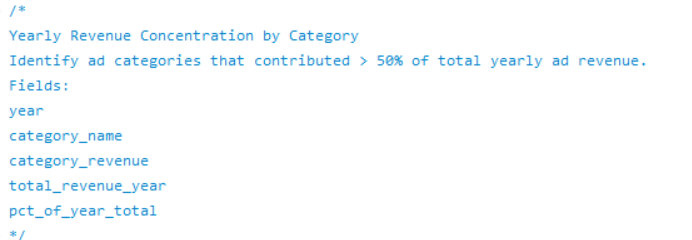 /*
Yearly Revenue Concentration by Category
Identify ad categories that contributed > 50% of total yearly ad revenue.
Fields:
year
category_name
category_revenue
total_revenue_year
pct_of_year_total
*/